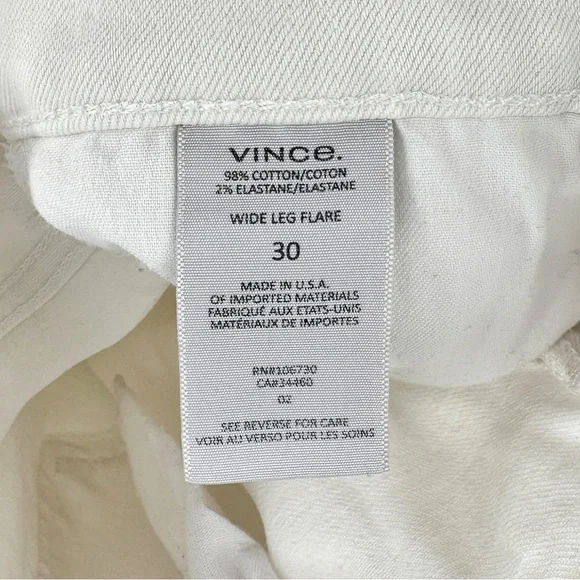 VINCE.
98% COTTON/COTON
2% ELASTANE/ELASTANE
WIDE LEG FLARE
30
MADE IN U.S.A.
OF IMPORTED MATERIALS
FABRIQUÉ AUX ETATS-UNIS
MATÉRIAUX DE IMPORTES
RN#106730
CA#34460
02
SEE REVERSE FOR CARE
VOIR AU VERSO POUR LES SOINS